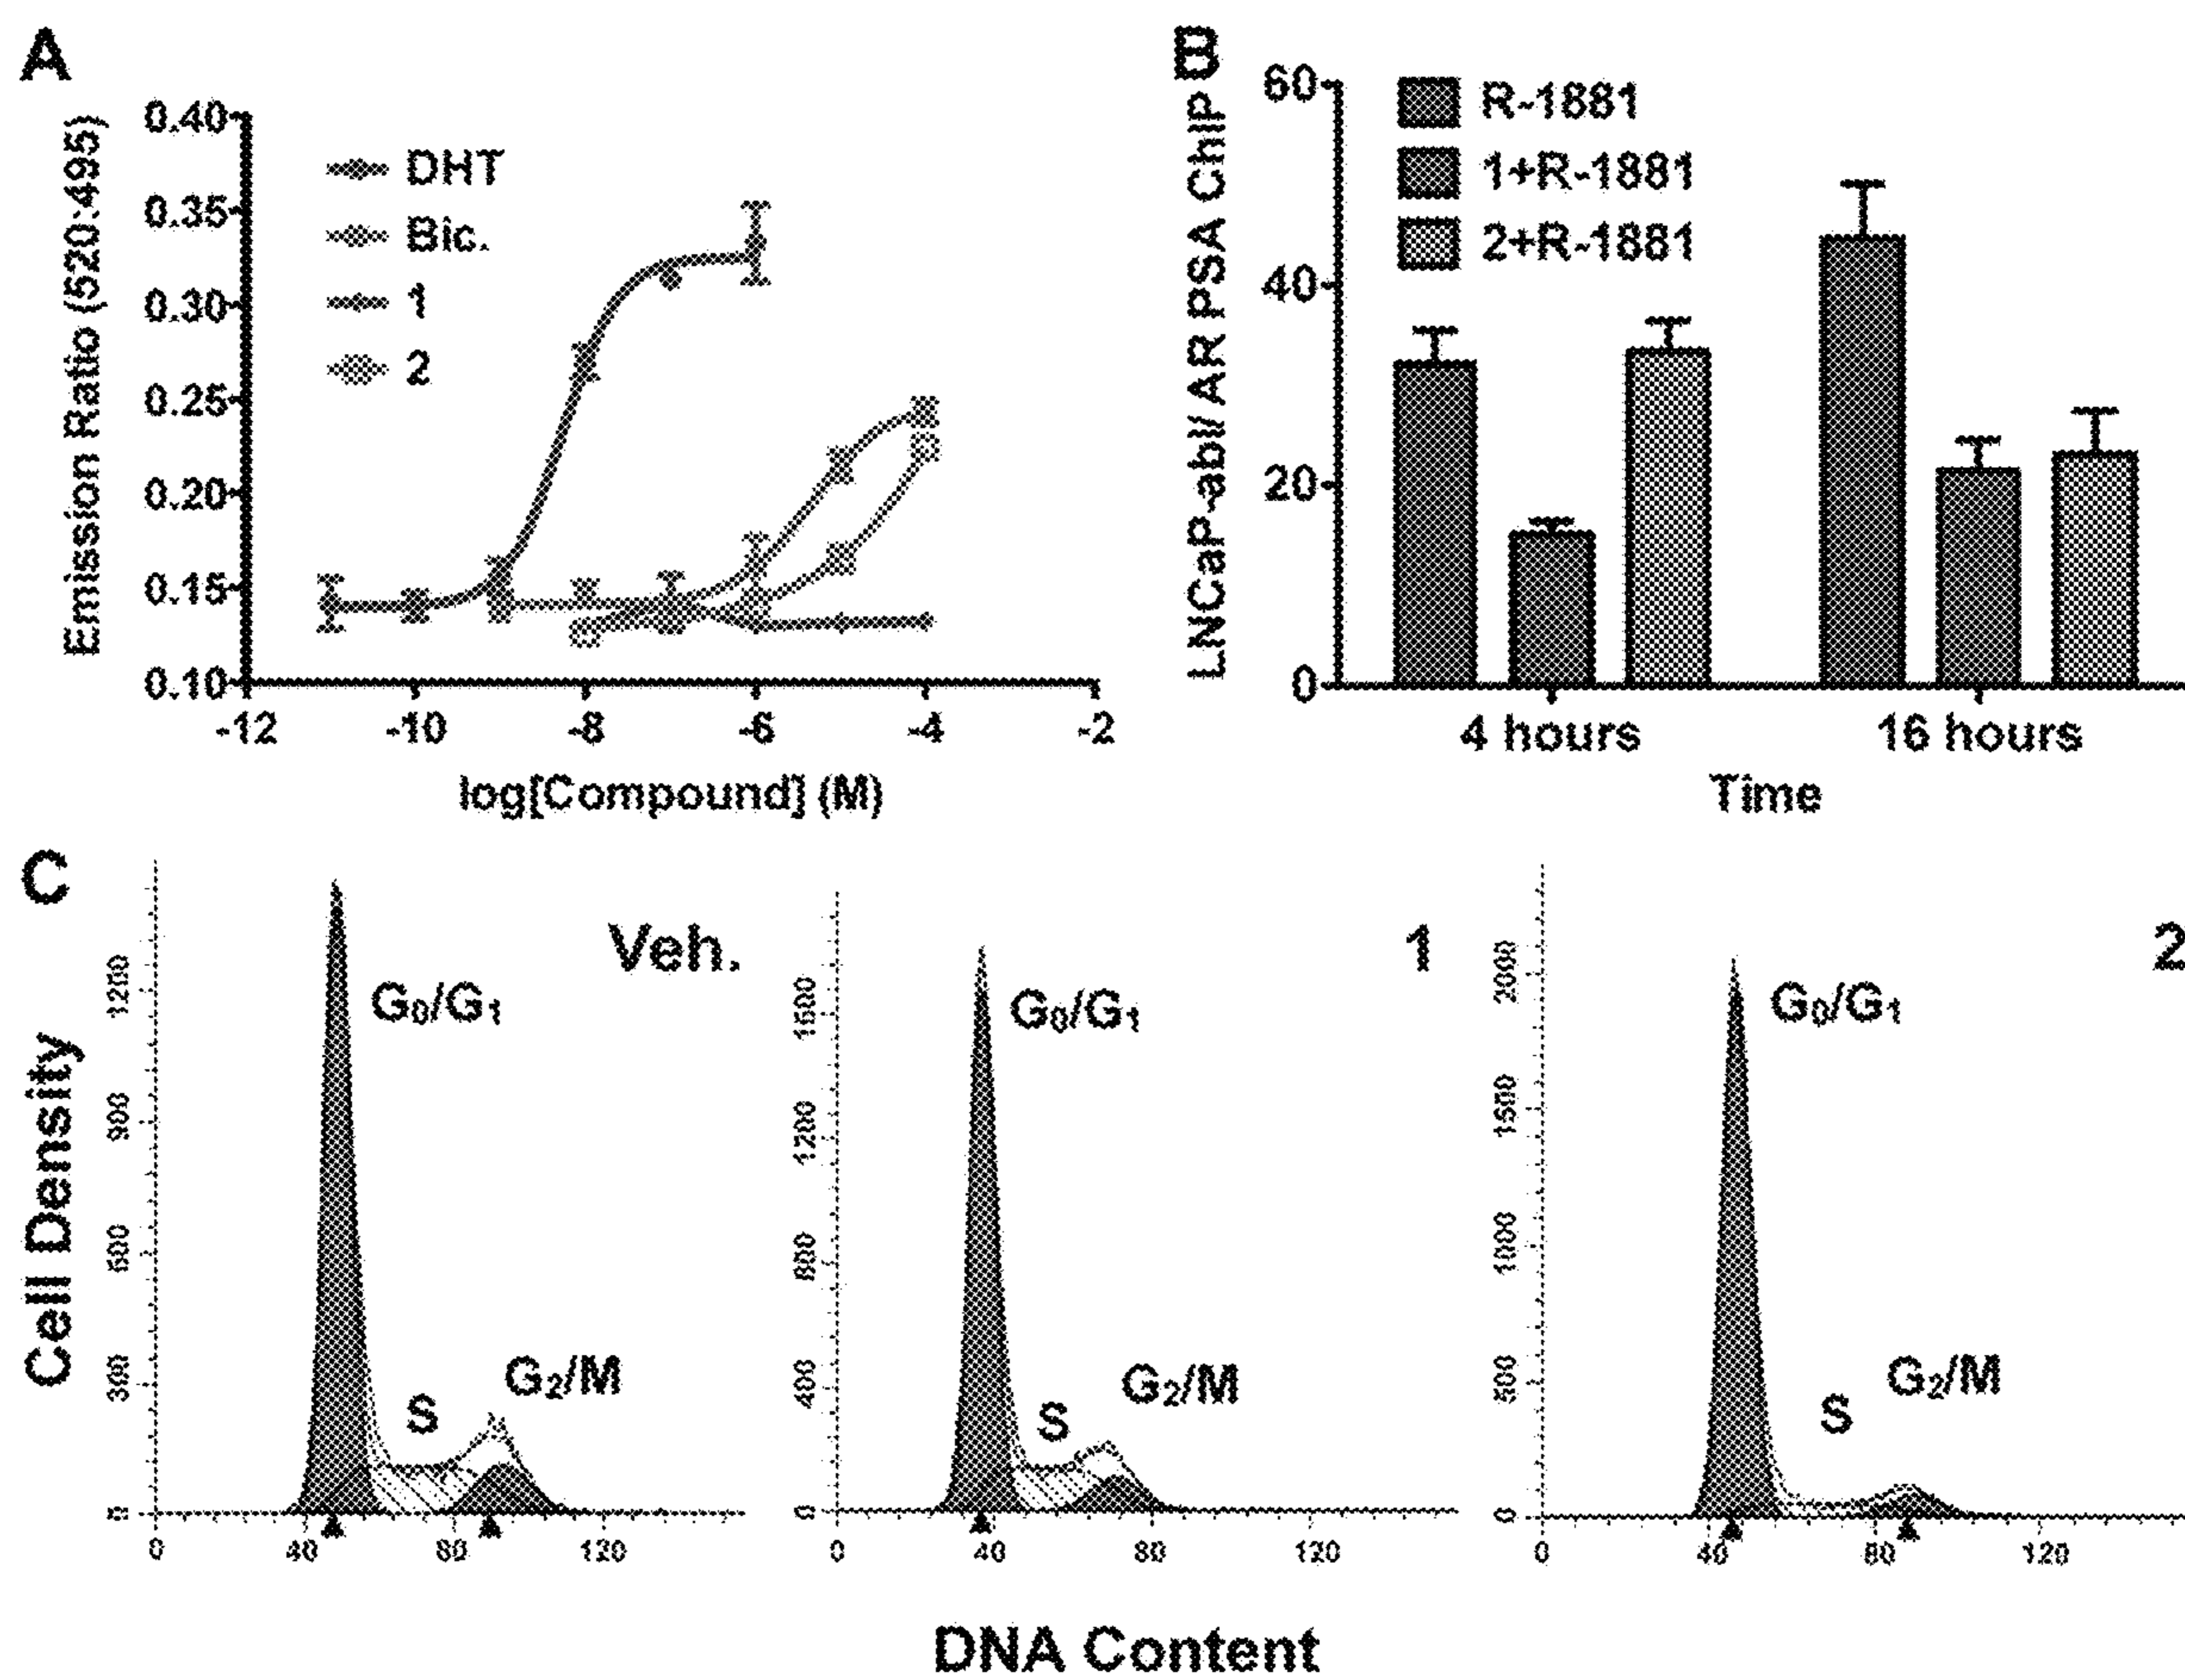 A
Emission Ratio (520:495)
0.40
0.35
0.30
0.25
0.20
0.15
0.10
DHT
Bic.
1
2
-12
-10
-8
-6
-4
-2
log[Compound] (M)
B
LNCaP-abl/ AR PSA ChIP
60
40
20
0
R-1881
1+R-1881
2+R-1881
4 hours
16 hours
Time
C
Cell Density
Veh.
G₀/G₁
S
G₂/M
1200
900
600
300
0
0
40
80
120
1
G₀/G₁
S
G₂/M
1600
1200
800
400
0
0
40
80
120
2
G₀/G₁
S
G₂/M
2000
1500
1000
500
0
0
40
80
120
DNA Content